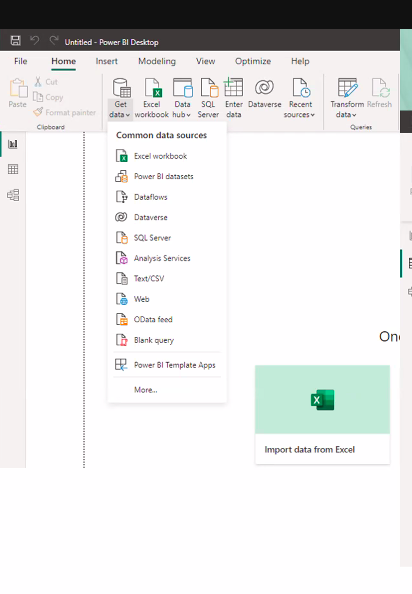 Untitled - Power BI Desktop
File Home Insert Modeling View Optimize Help
Paste
Cut
Copy
Format painter
Clipboard
Get data
Excel workbook
Data hub
SQL Server
Enter data
Dataverse
Recent sources
Transform data
Refresh
Queries
Common data sources
Excel workbook
Power BI datasets
Dataflows
Dataverse
SQL Server
Analysis Services
Text/CSV
Web
OData feed
Blank query
Power BI Template Apps
More...
Import data from Excel